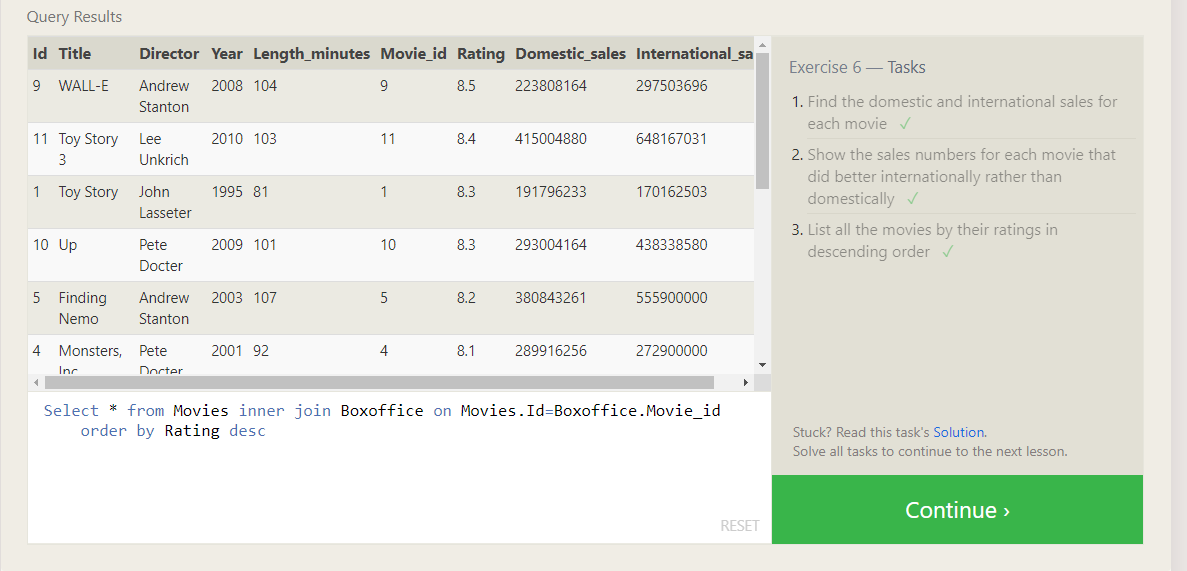 Query Results
Id Title Director Year Length_minutes Movie_id Rating Domestic_sales International_sa
9 WALL-E Andrew 2008 104 9 8.5 223808164 297503696
Stanton
11 Toy Story Lee 2010 103 11 8.4 415004880 648167031
3 Unkrich
1 Toy Story John 1995 81 1 8.3 191796233 170162503
Lasseter
10 Up Pete 2009 101 10 8.3 293004164 438338580
Docter
5 Finding Andrew 2003 107 5 8.2 380843261 555900000
Nemo Stanton
4 Monsters, Pete 2001 92 4 8.1 289916256 272900000
Inc. Docter
Select * from Movies inner join Boxoffice on Movies.Id=Boxoffice.Movie_id
order by Rating desc
RESET
Exercise 6 — Tasks
1. Find the domestic and international sales for
each movie ✓
2. Show the sales numbers for each movie that
did better internationally rather than
domestically ✓
3. List all the movies by their ratings in
descending order ✓
Stuck? Read this task's Solution.
Solve all tasks to continue to the next lesson.
Continue ›